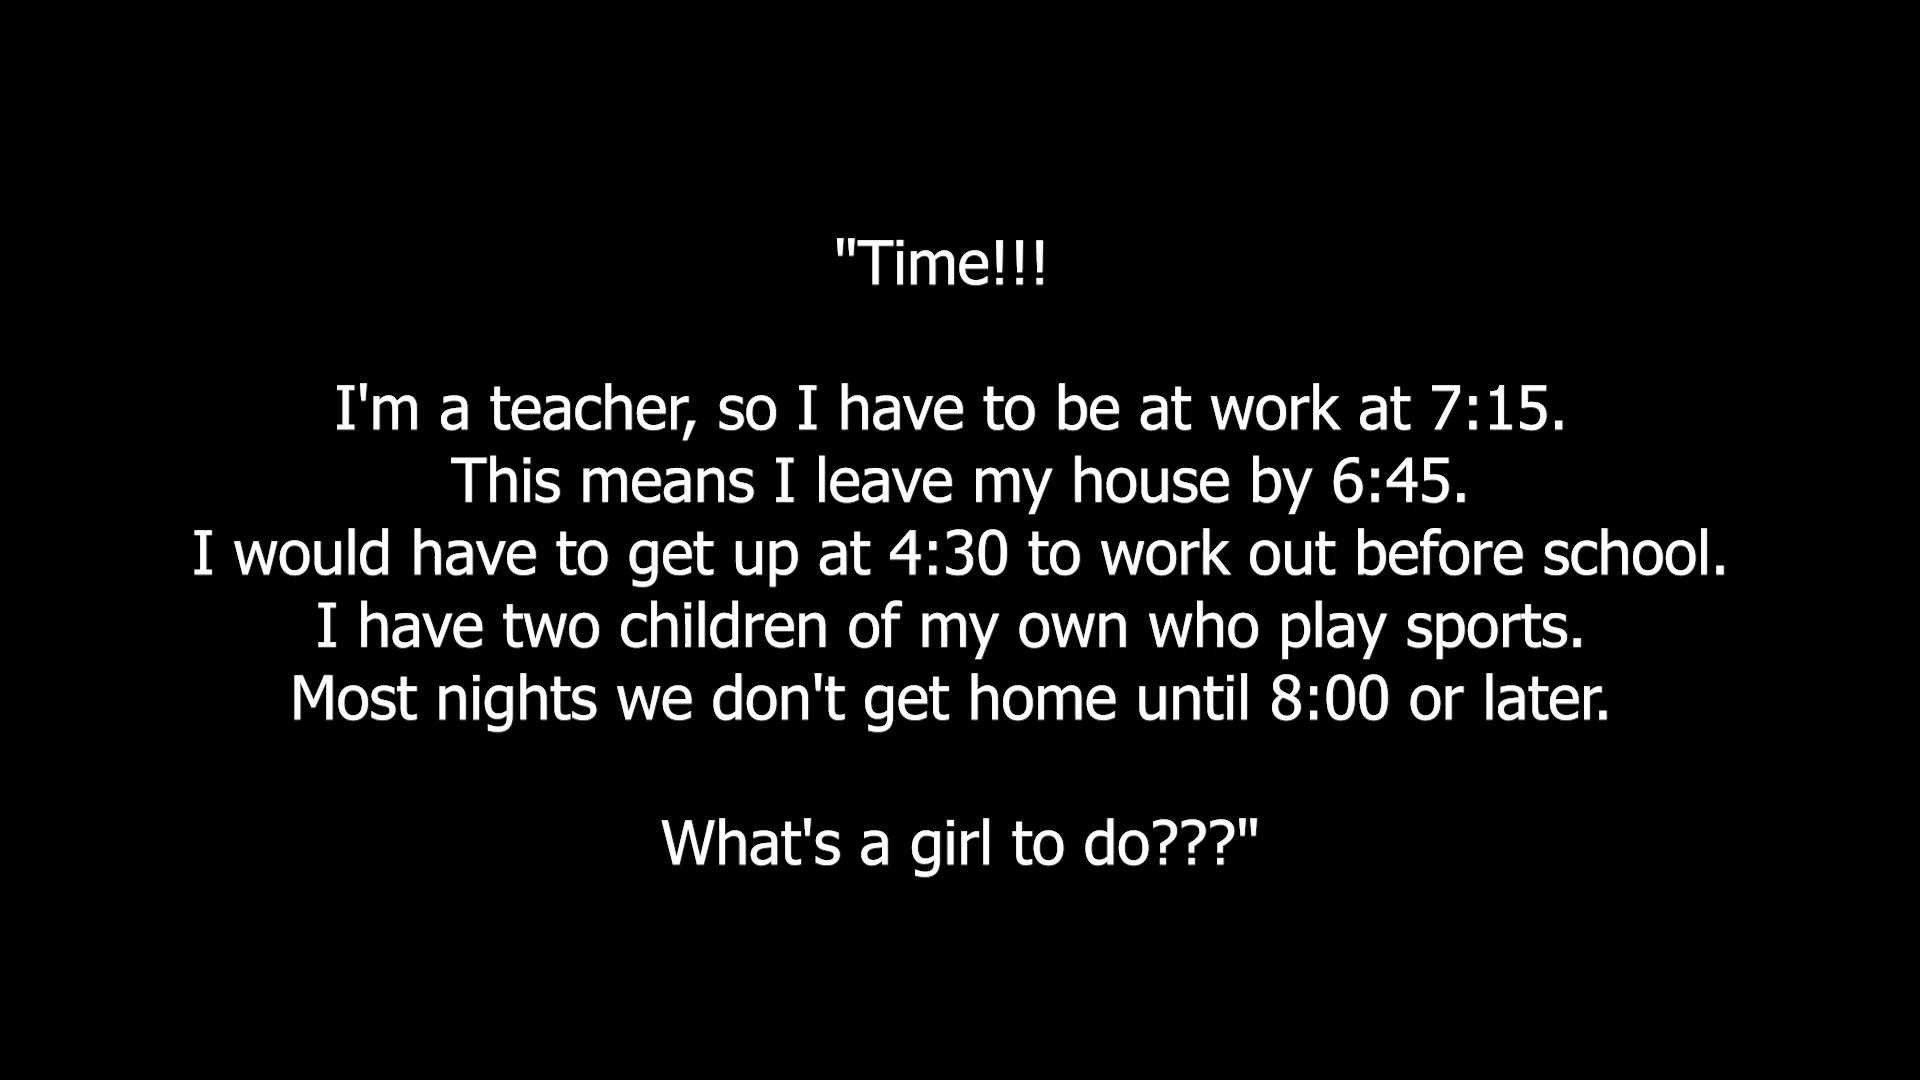 "Time!!!
I'm a teacher, so I have to be at work at 7:15.
This means I leave my house by 6:45.
I would have to get up at 4:30 to work out before school.
I have two children of my own who play sports.
Most nights we don't get home until 8:00 or later.
What's a girl to do???"